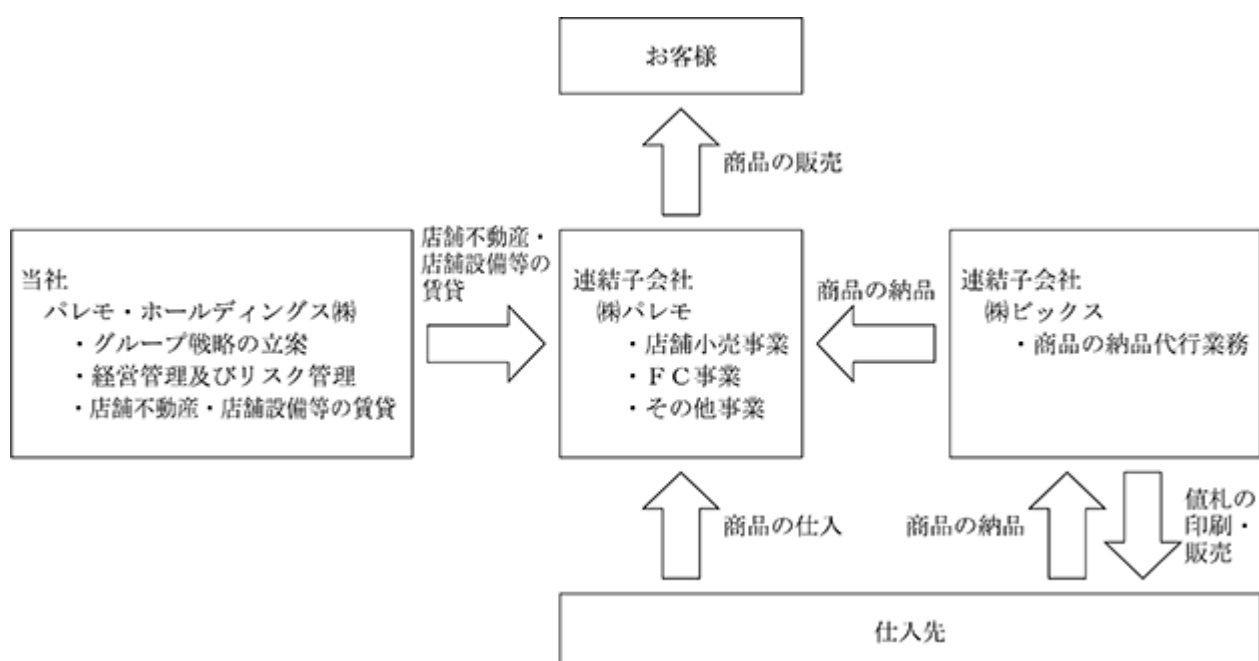 お客様
商品の販売
店舗不動産・
店舗設備等の
賃貸
当社
パレモ・ホールディングス㈱
・グループ戦略の立案
・経営管理及びリスク管理
・店舗不動産・店舗設備等の賃貸
連結子会社
㈱パレモ
・店舗小売事業
・ＦＣ事業
・その他事業
商品の納品
連結子会社
㈱ビックス
・商品の納品代行業務
商品の仕入
商品の納品
値札の
印刷・
販売
仕入先